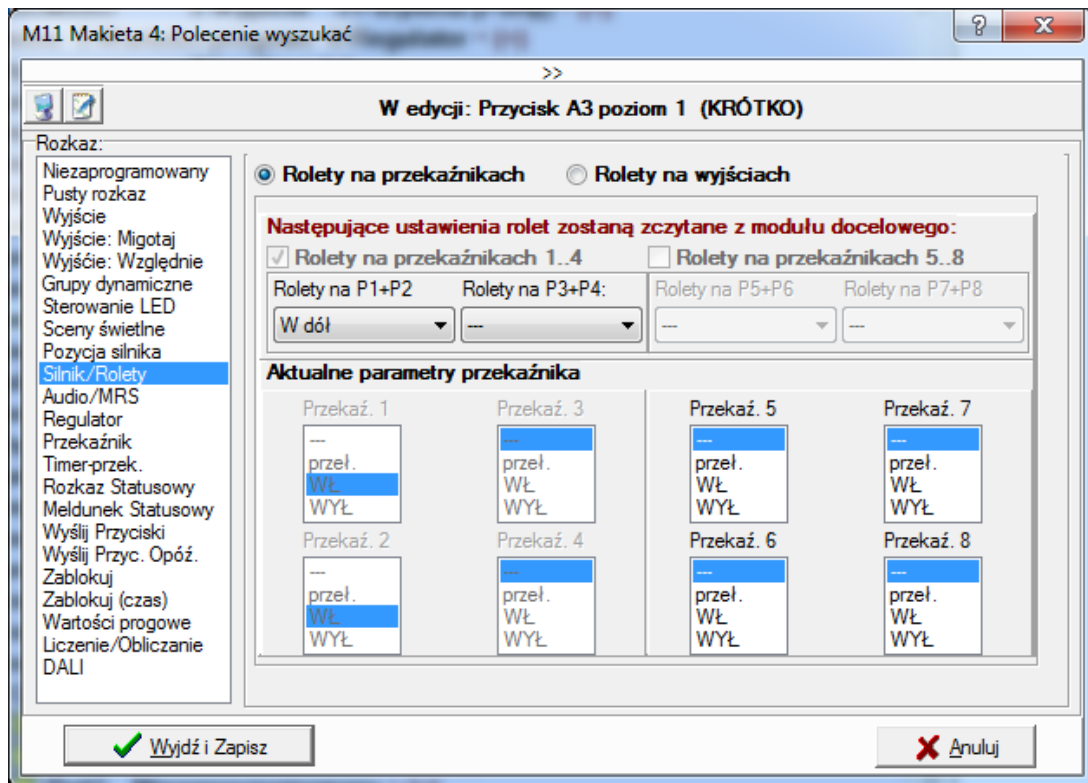 M11 Makieta 4: Polecenie wyszukać
>>
W edycji: Przycisk A3 poziom 1 (KRÓTKO)
Rozkaz:
Niezaprogramowany
Pusty rozkaz
Wyjście
Wyjście: Migotaj
Wyjśćie: Względnie
Grupy dynamiczne
Sterowanie LED
Sceny świetlne
Pozycja silnika
Silnik/Rolety
Audio/MRS
Regulator
Przekaźnik
Timer-przek.
Rozkaz Statusowy
Meldunek Statusowy
Wyślij Przyciski
Wyślij Przyc. Opóź.
Zablokuj
Zablokuj (czas)
Wartości progowe
Liczenie/Obliczanie
DALI
Rolety na przekaźnikach Rolety na wyjściach
Następujące ustawienia rolet zostaną zczytane z modułu docelowego:
Rolety na przekaźnikach 1..4 Rolety na przekaźnikach 5..8
Rolety na P1+P2 Rolety na P3+P4: Rolety na P5+P6 Rolety na P7+P8
W dół --- --- ---
Aktualne parametry przekaźnika
Przekaź. 1 Przekaź. 3 Przekaź. 5 Przekaź. 7
--- --- --- ---
przeł. przeł. przeł. przeł.
WŁ WŁ WŁ WŁ
WYŁ WYŁ WYŁ WYŁ
Przekaź. 2 Przekaź. 4 Przekaź. 6 Przekaź. 8
--- --- --- ---
przeł. przeł. przeł. przeł.
WŁ WŁ WŁ WŁ
WYŁ WYŁ WYŁ WYŁ
Wyjdź i Zapisz Anuluj